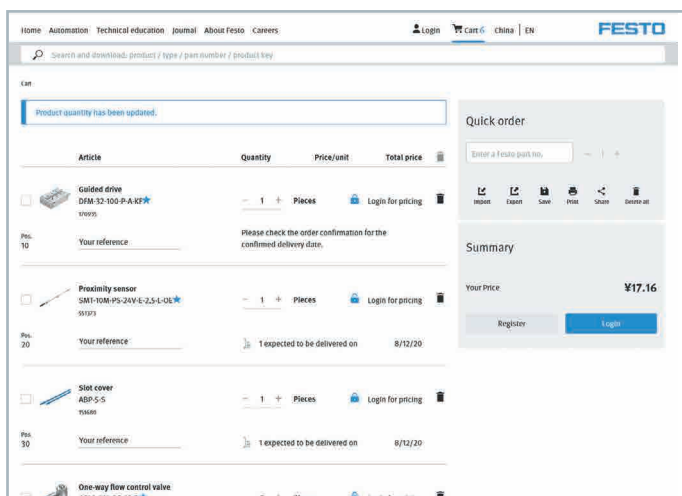 Home Automation Technical education Journal About Festo Careers Login Cart 6 China | EN FESTO
Search and download: product / type / part number / product key
Cart
Product quantity has been updated.
Article Quantity Price/unit Total price
Guided drive
DFM-32-100-P-A-KF
170935
− 1 + Pieces Login for pricing
Pos.
10
Your reference
Please check the order confirmation for the
confirmed delivery date.
Proximity sensor
SMT-10M-PS-24V-E-2,5-L-OE
551373
− 1 + Pieces Login for pricing
Pos.
20
Your reference
1 expected to be delivered on 8/12/20
Slot cover
ABP-5-S
151680
− 1 + Pieces Login for pricing
Pos.
30
Your reference
1 expected to be delivered on 8/12/20
One-way flow control valve
Quick order
Enter a Festo part no. − 1 +
Import Export Save Print Share Delete all
Summary
Your Price ¥17.16
Register Login